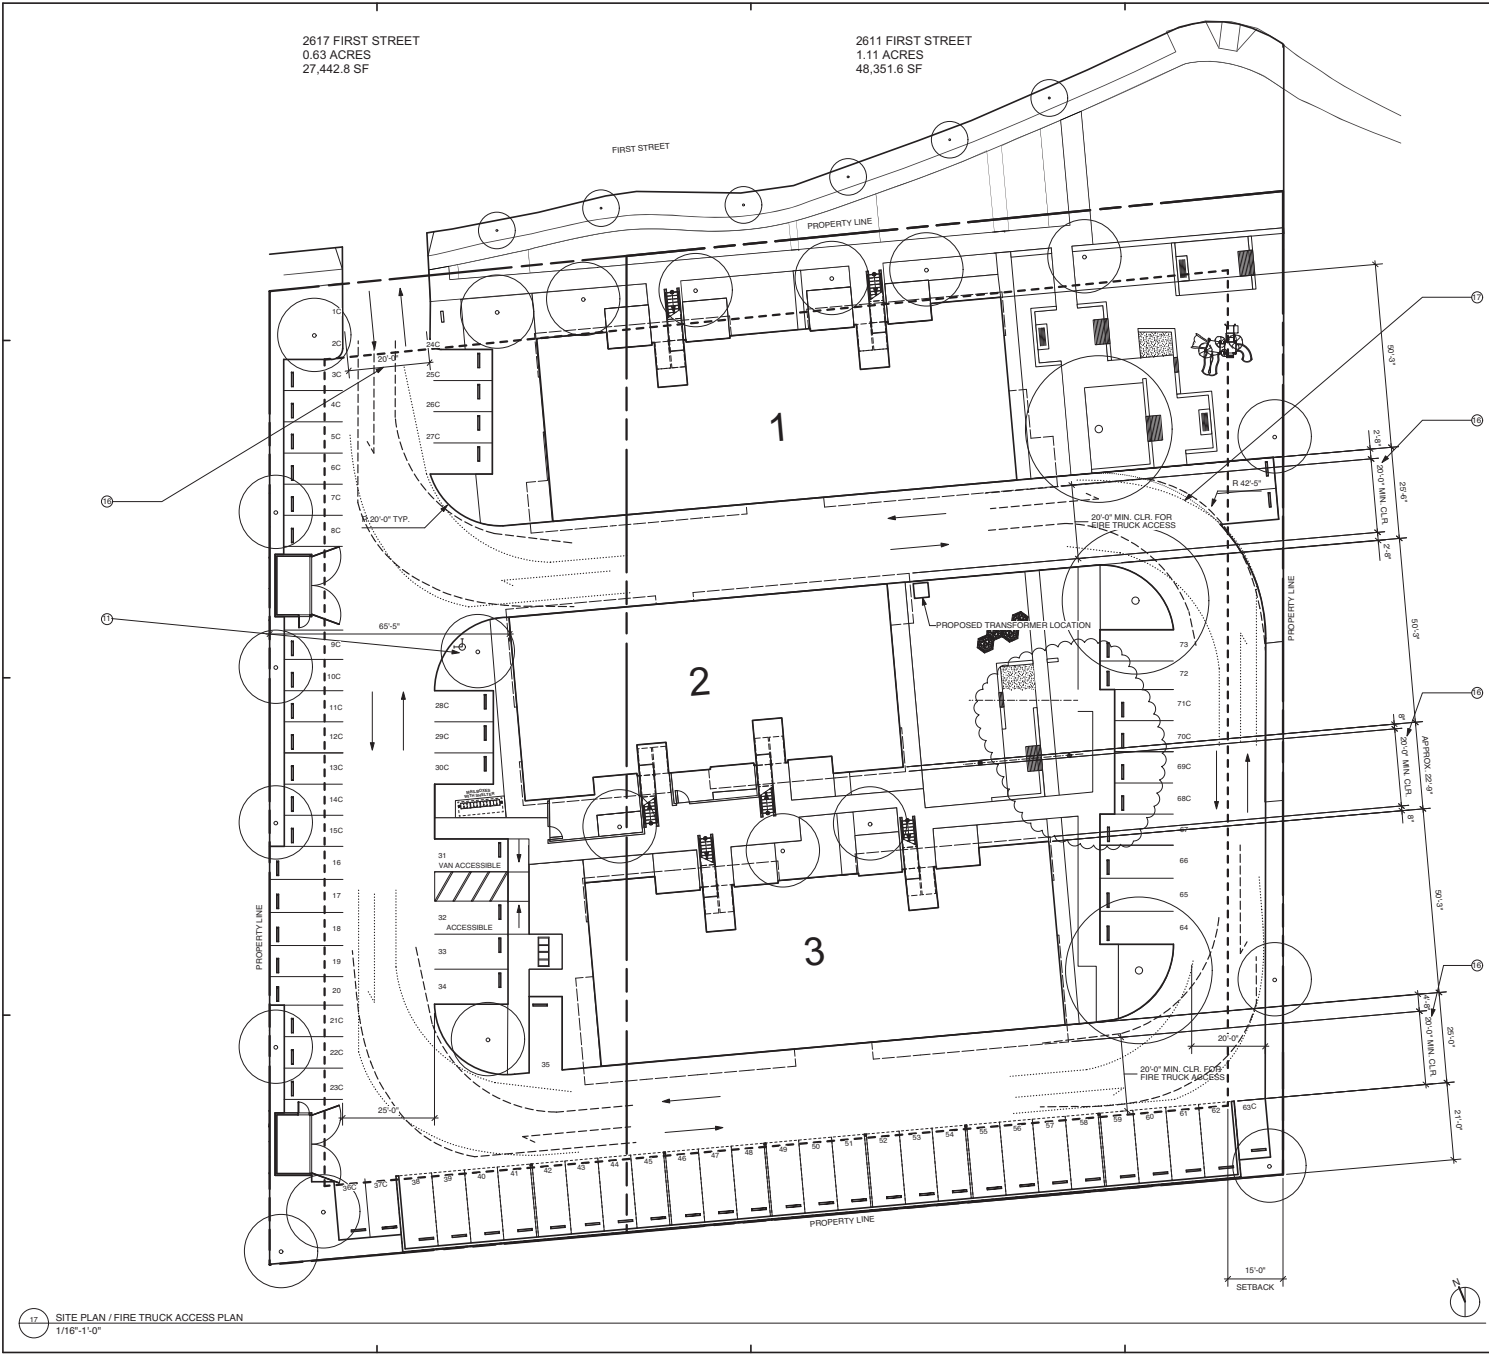 2617 FIRST STREET
0.63 ACRES
27,442.8 SF
2611 FIRST STREET
1.11 ACRES
48,351.6 SF
FIRST STREET
PROPERTY LINE
1C
2C
3C
4C
5C
6C
7C
8C
20'-0"
24C
25C
26C
27C
1
17
16
16
R 20'-0" TYP.
R 42'-5"
20'-0" MIN. CLR. FOR
FIRE TRUCK ACCESS
50'-3"
2'-8"
20'-0" MIN. CLR.
25'-6"
2'-8"
11
65'-5"
PROPOSED TRANSFORMER LOCATION
PROPERTY LINE
9C
10C
11C
12C
13C
14C
15C
16
17
18
19
20
21C
22C
23C
28C
29C
30C
MAILBOXES
WITH SHELTER
31
VAN ACCESSIBLE
32
ACCESSIBLE
33
34
35
2
3
73
72
71C
70C
69C
68C
67
66
65
64
50'-3"
16
8"
20'-0" MIN. CLR.
APPROX. 22'-9"
8"
50'-3"
16
4'-8"
20'-0" MIN. CLR.
25'-0"
21'-0"
PROPERTY LINE
25'-0"
20'-0"
20'-0" MIN. CLR. FOR
FIRE TRUCK ACCESS
36C
37C
38
39
40
41
42
43
44
45
46
47
48
49
50
51
52
53
54
55
56
57
58
59
60
61
62
63C
PROPERTY LINE
15'-0"
SETBACK
N
17
SITE PLAN / FIRE TRUCK ACCESS PLAN
1/16"-1'-0"